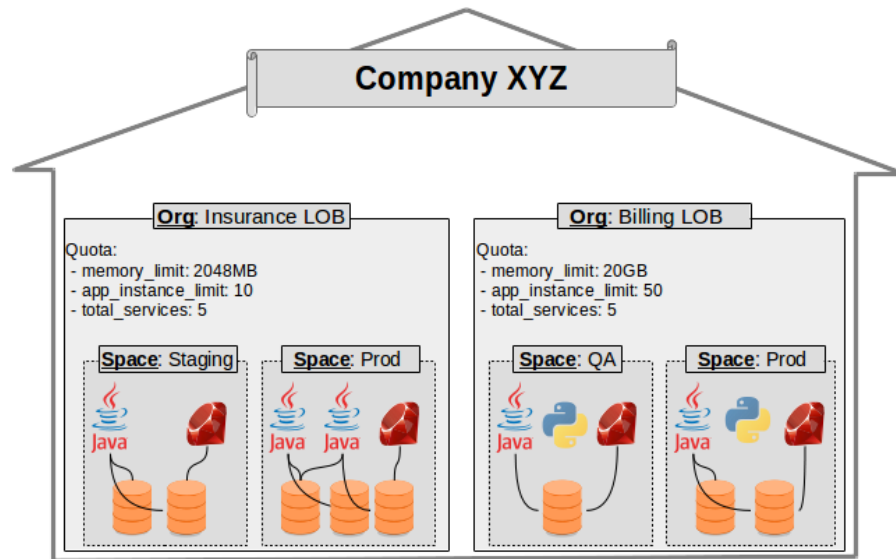 Company XYZ
Org: Insurance LOB
Quota:
- memory_limit: 2048MB
- app_instance_limit: 10
- total_services: 5
Space: Staging
Java
Space: Prod
Java
Java
Org: Billing LOB
Quota:
- memory_limit: 20GB
- app_instance_limit: 50
- total_services: 5
Space: QA
Java
Space: Prod
Java